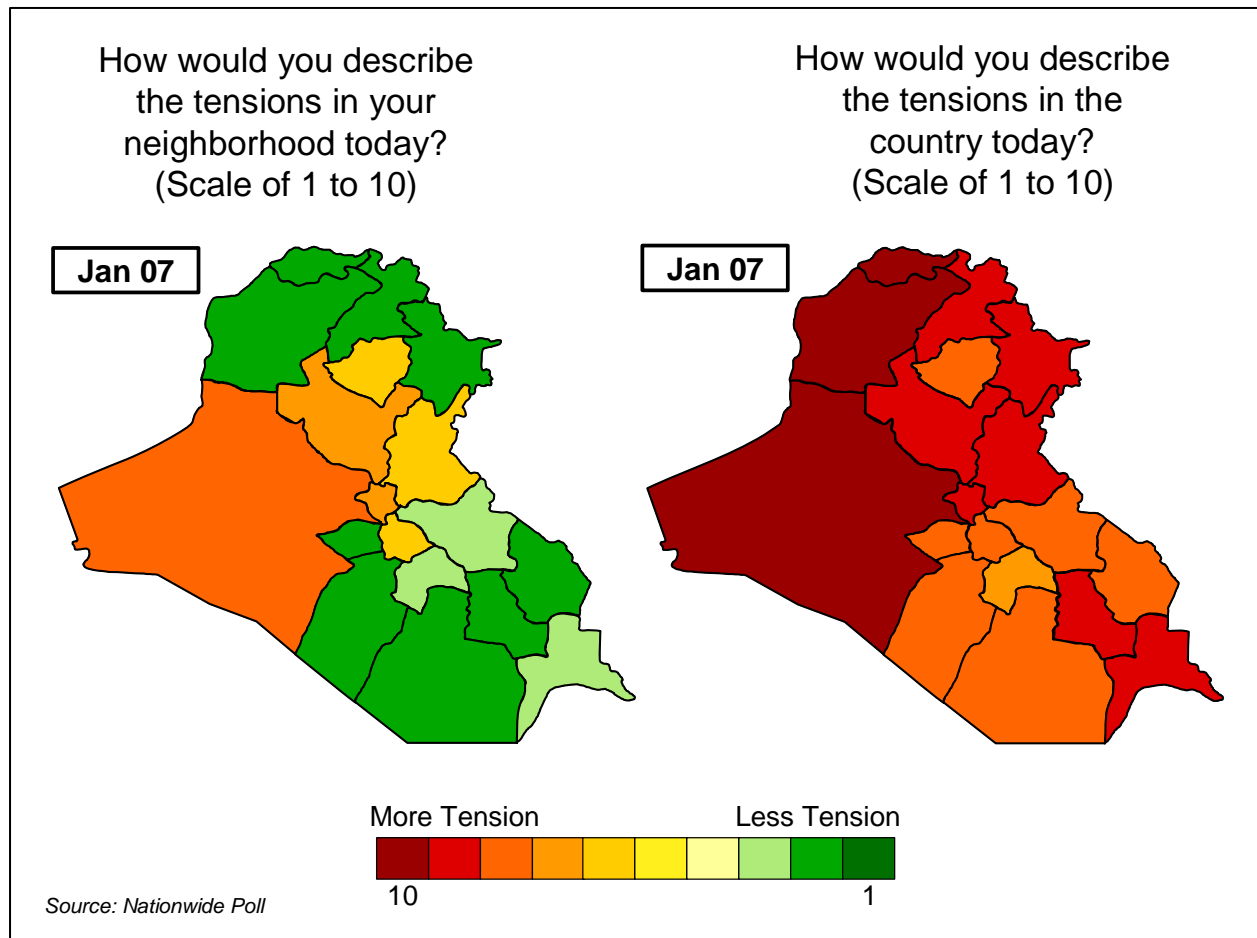 How would you describe
the tensions in your
neighborhood today?
(Scale of 1 to 10)
How would you describe
the tensions in the
country today?
(Scale of 1 to 10)
Jan 07
Jan 07
More Tension
Less Tension
10
1
Source: Nationwide Poll